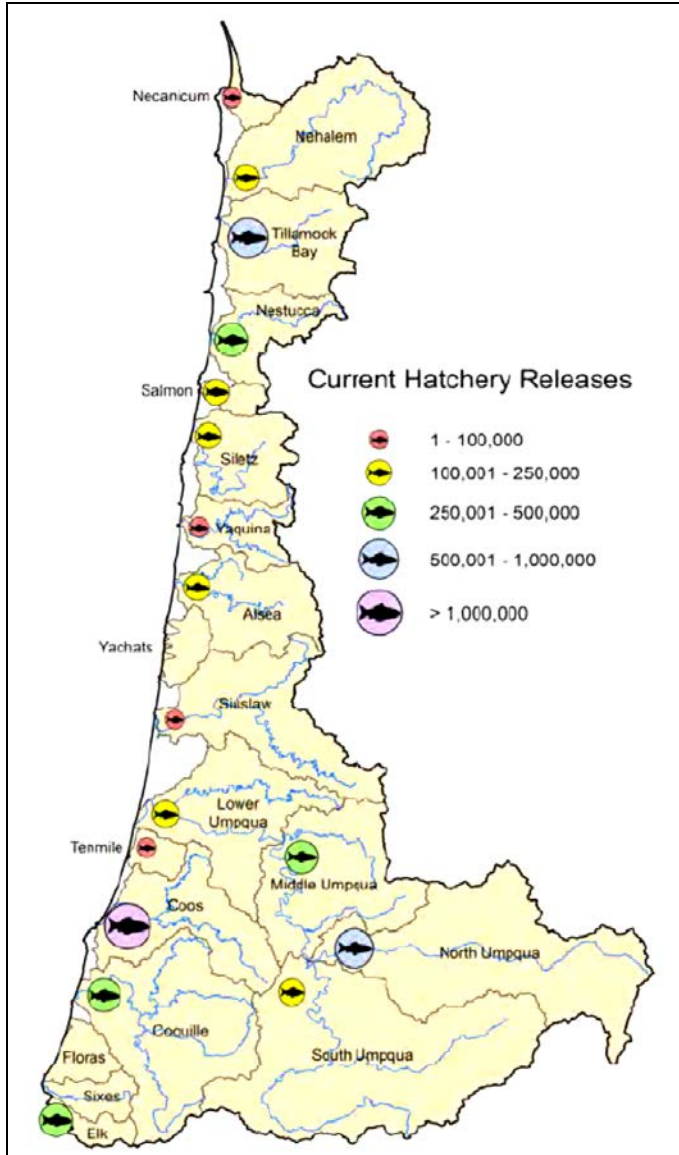 Necanicum
Nehalem
Tillamook
Bay
Nestucca
Current Hatchery Releases
Salmon
1 - 100,000
100,001 - 250,000
Siletz
250,001 - 500,000
Yaquina
500,001 - 1,000,000
Alsea
> 1,000,000
Yachats
Siuslaw
Lower
Umpqua
Tenmile
Middle Umpqua
Coos
North Umpqua
Coquille
South Umpqua
Floras
Sixes
Elk